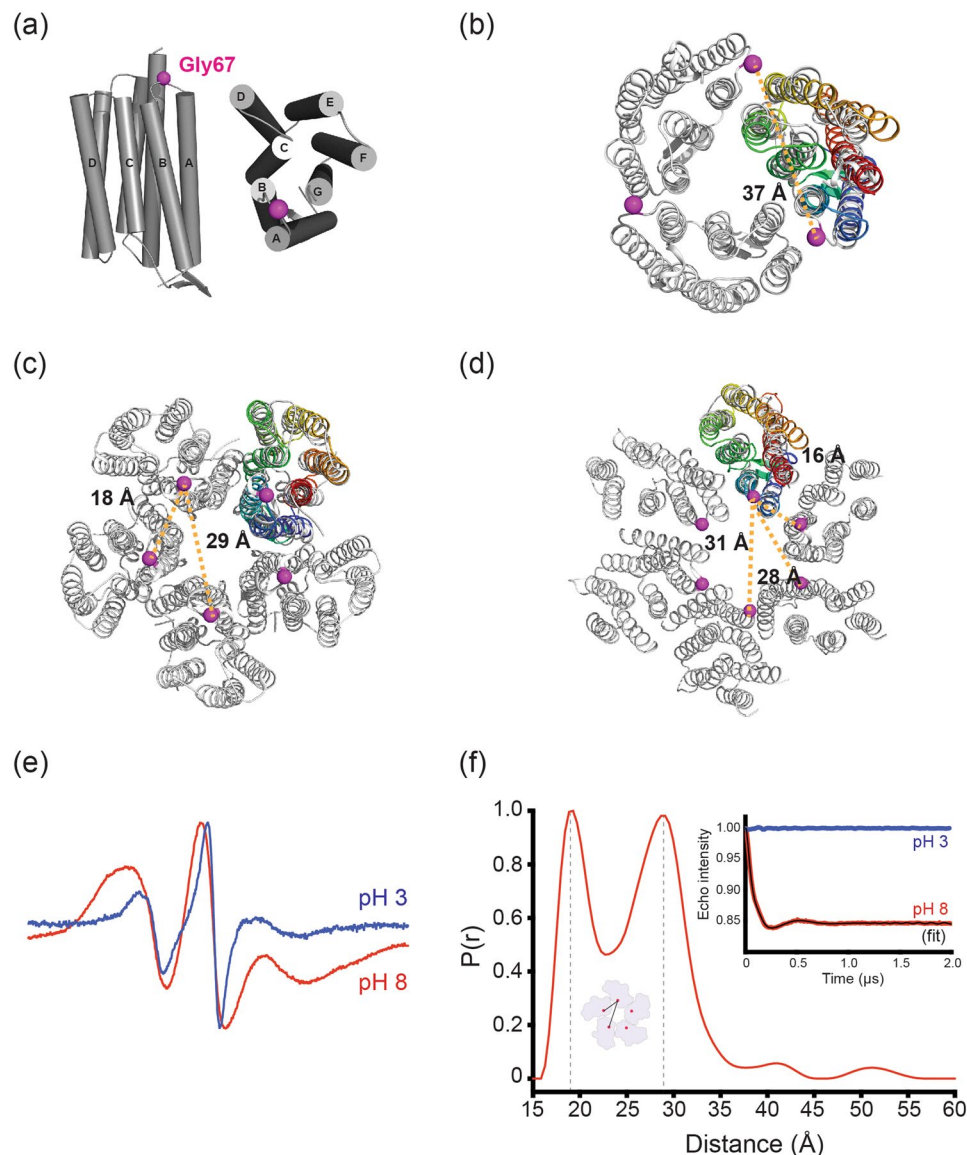 (a)
Gly67
D
C
B
A
D
E
C
F
B
G
A
(b)
37 Å
(c)
18 Å
29 Å
(d)
16 Å
31 Å
28 Å
(e)
pH 3
pH 8
(f)
P(r)
1.0
0.8
0.6
0.4
0.2
0
15 20 25 30 35 40 45 50 55 60
Distance (Å)
Echo intensity
1.00
0.95
0.90
0.85
pH 3
pH 8
(fit)
0 0.5 1.0 1.5 2.0
Time (µs)